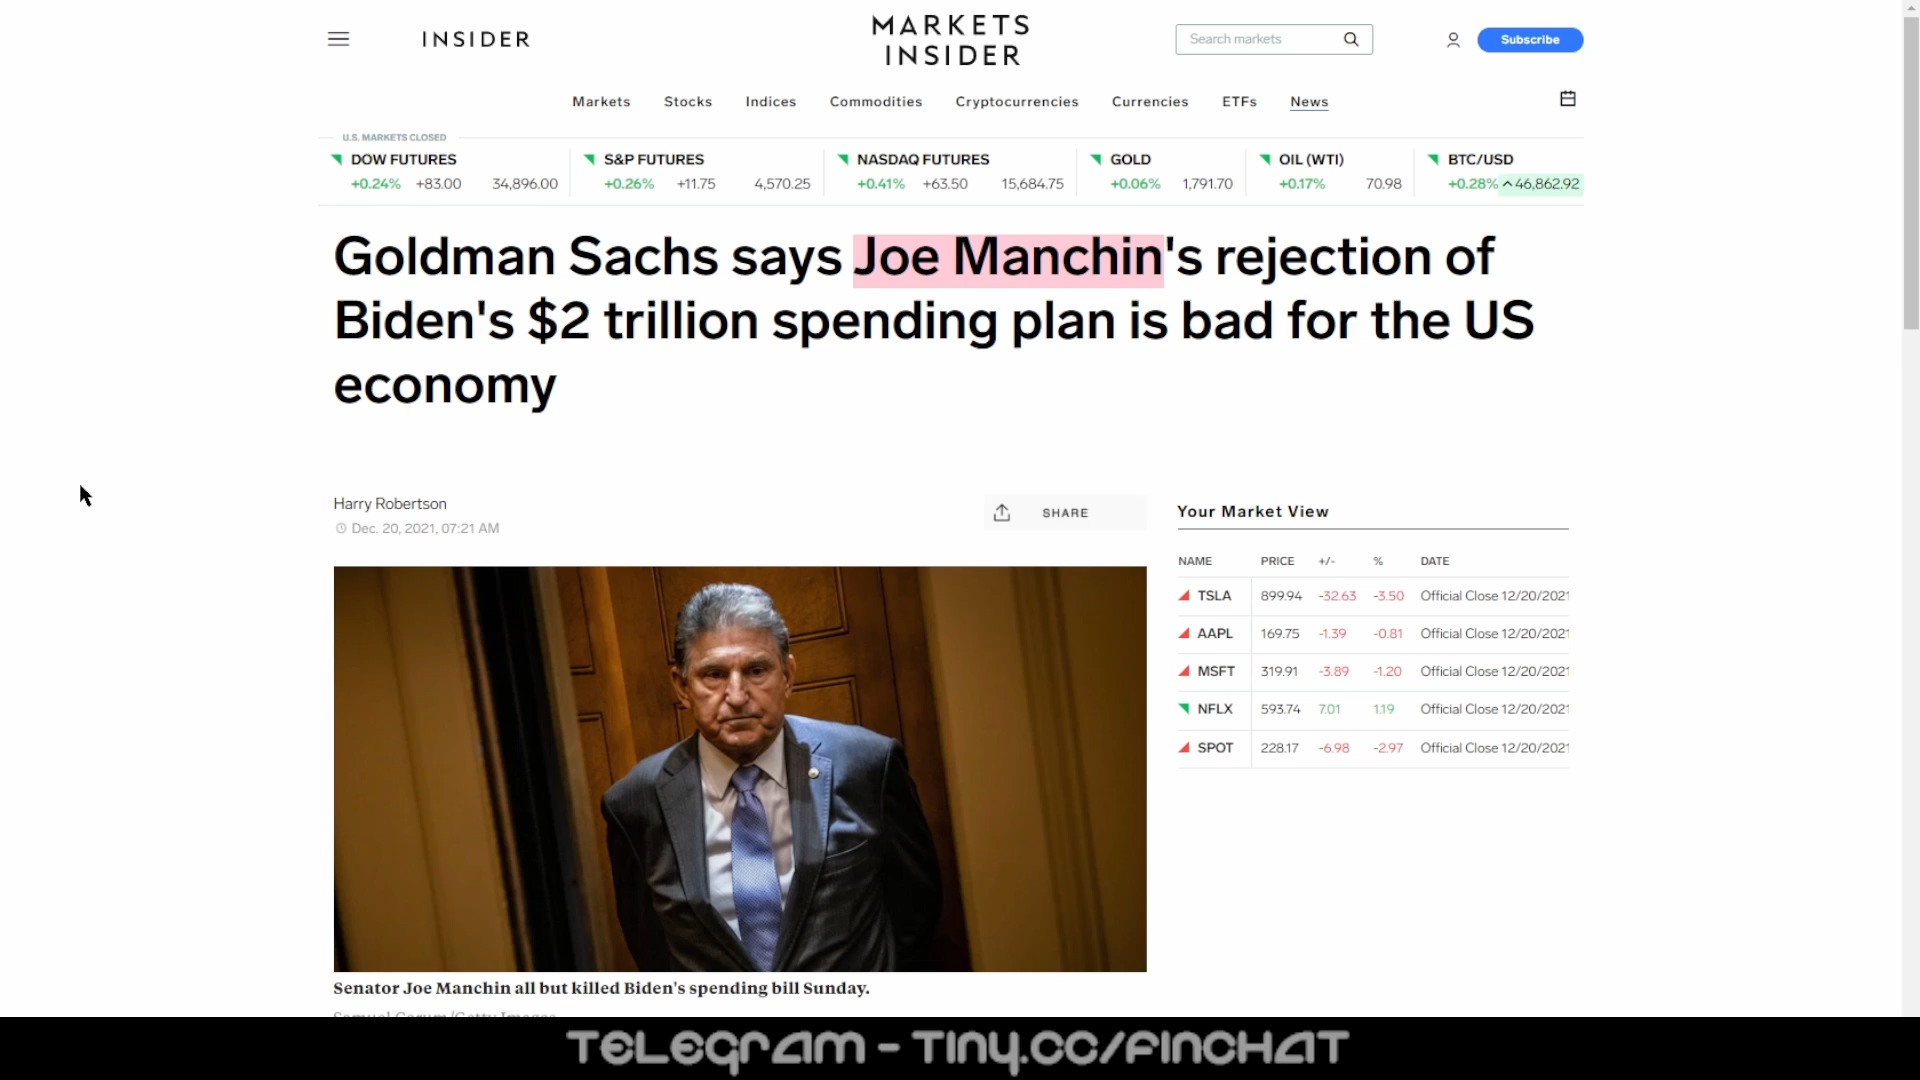 INSIDER
MARKETS
INSIDER
Search markets
Subscribe
Markets Stocks Indices Commodities Cryptocurrencies Currencies ETFs News
U.S. MARKETS CLOSED
DOW FUTURES
+0.24% +83.00 34,896.00
S&P FUTURES
+0.26% +11.75 4,570.25
NASDAQ FUTURES
+0.41% +63.50 15,684.75
GOLD
+0.06% 1,791.70
OIL (WTI)
+0.17% 70.98
BTC/USD
+0.28% 46,862.92
Goldman Sachs says Joe Manchin's rejection of
Biden's $2 trillion spending plan is bad for the US
economy
Harry Robertson
Dec. 20, 2021, 07:21 AM
SHARE
Your Market View
NAME PRICE +/- % DATE
TSLA 899.94 -32.63 -3.50 Official Close 12/20/2021
AAPL 169.75 -1.39 -0.81 Official Close 12/20/2021
MSFT 319.91 -3.89 -1.20 Official Close 12/20/2021
NFLX 593.74 7.01 1.19 Official Close 12/20/2021
SPOT 228.17 -6.98 -2.97 Official Close 12/20/2021
Senator Joe Manchin all but killed Biden's spending bill Sunday.
Samuel Corum/Getty Images
TELEGRAM - TINY.CC/FINCHAT